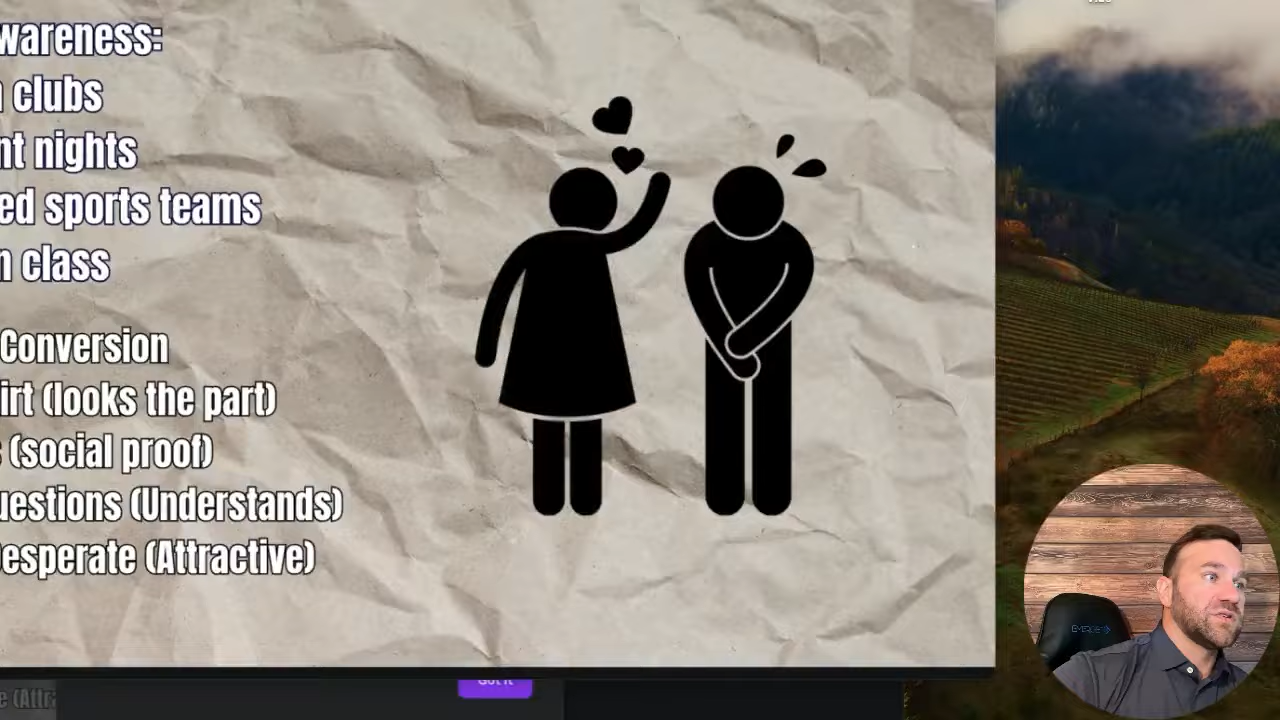 wareness:
clubs
nt nights
ed sports teams
n class
Conversion
irt (looks the part)
s (social proof)
uestions (Understands)
esperate (Attractive)
Got it